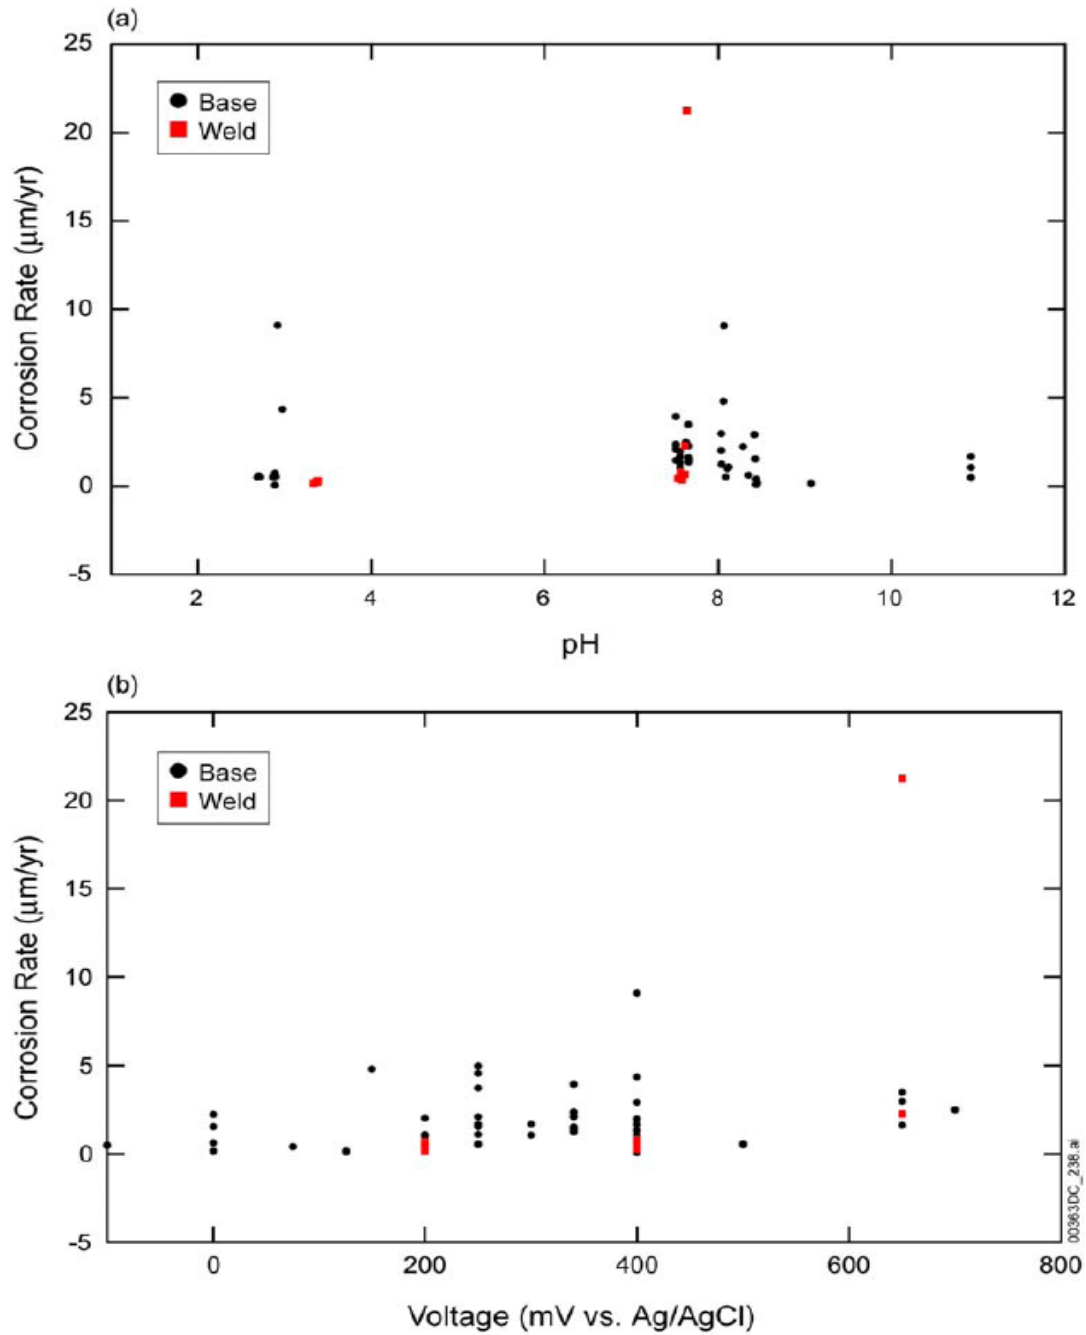 (a)
25
20
15
10
5
0
-5
Corrosion Rate (μm/yr)
Base
Weld
2 4 6 8 10 12
pH
(b)
25
20
15
10
5
0
-5
Corrosion Rate (μm/yr)
Base
Weld
0 200 400 600 800
Voltage (mV vs. Ag/AgCl)
00363DC_238.ai